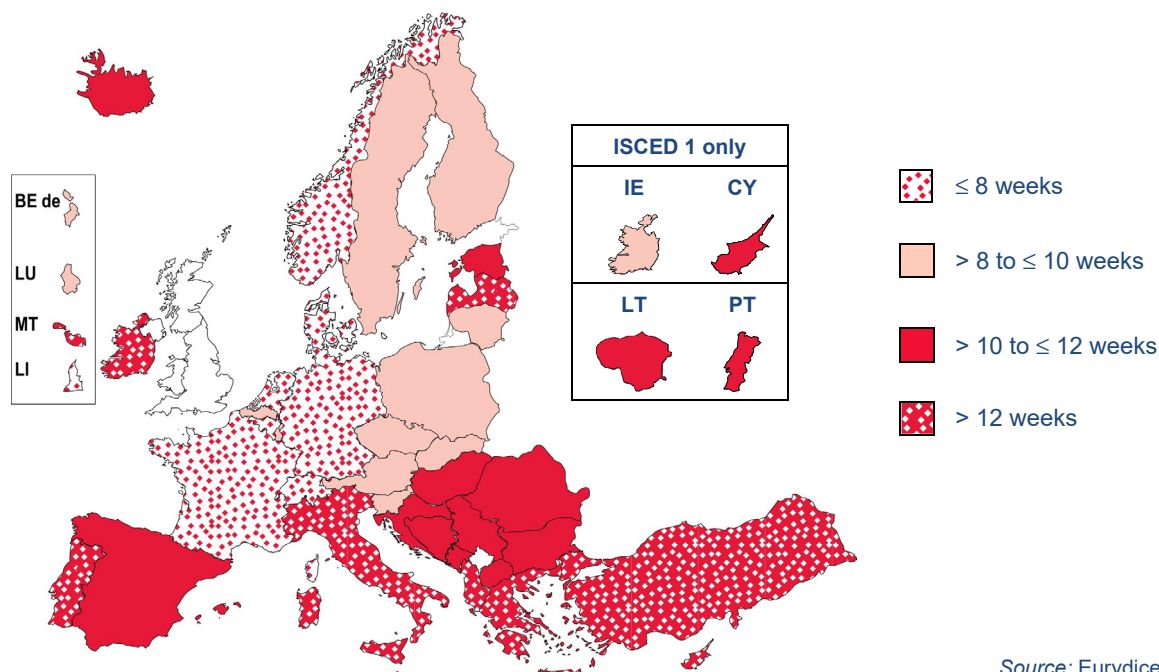 BE de
LU
MT
LI
ISCED 1 only
IE CY
LT PT
≤ 8 weeks
> 8 to ≤ 10 weeks
> 10 to ≤ 12 weeks
> 12 weeks
Source: Eurydice